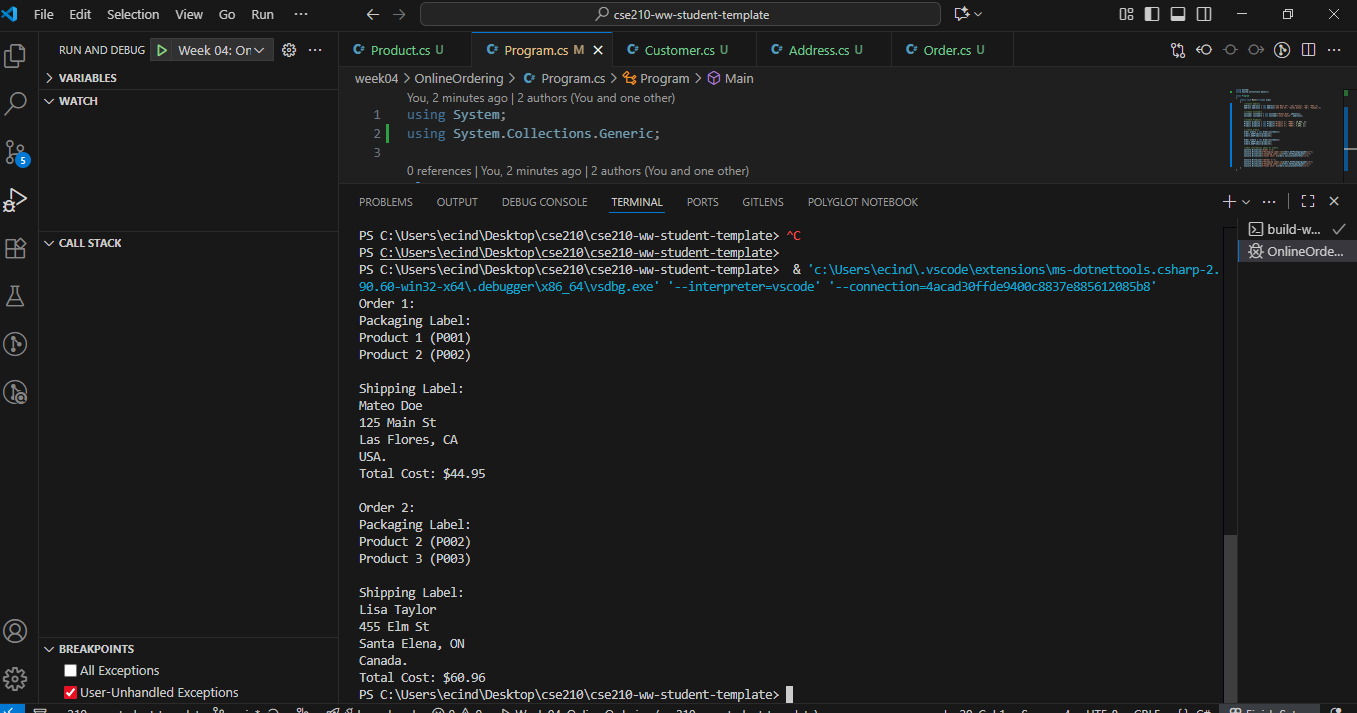 File Edit Selection View Go Run ··· cse210-ww-student-template
RUN AND DEBUG Week 04: On ···
Product.cs U Program.cs M Customer.cs U Address.cs U Order.cs U
VARIABLES
WATCH
CALL STACK
BREAKPOINTS
All Exceptions
User-Unhandled Exceptions
5
week04 > OnlineOrdering > Program.cs > Program > Main
You, 2 minutes ago | 2 authors (You and one other)
1 using System;
2 using System.Collections.Generic;
3
0 references | You, 2 minutes ago | 2 authors (You and one other)
PROBLEMS OUTPUT DEBUG CONSOLE TERMINAL PORTS GITLENS POLYGLOT NOTEBOOK
build-w...
OnlineOrde...
PS C:\Users\ecind\Desktop\cse210\cse210-ww-student-template> ^C
PS C:\Users\ecind\Desktop\cse210\cse210-ww-student-template>
PS C:\Users\ecind\Desktop\cse210\cse210-ww-student-template> & 'c:\Users\ecind\.vscode\extensions\ms-dotnettools.csharp-2.
90.60-win32-x64\.debugger\x86_64\vsdbg.exe' '--interpreter=vscode' '--connection=4acad30ffde9400c8837e885612085b8'
Order 1:
Packaging Label:
Product 1 (P001)
Product 2 (P002)
Shipping Label:
Mateo Doe
125 Main St
Las Flores, CA
USA.
Total Cost: $44.95
Order 2:
Packaging Label:
Product 2 (P002)
Product 3 (P003)
Shipping Label:
Lisa Taylor
455 Elm St
Santa Elena, ON
Canada.
Total Cost: $60.96
PS C:\Users\ecind\Desktop\cse210\cse210-ww-student-template>